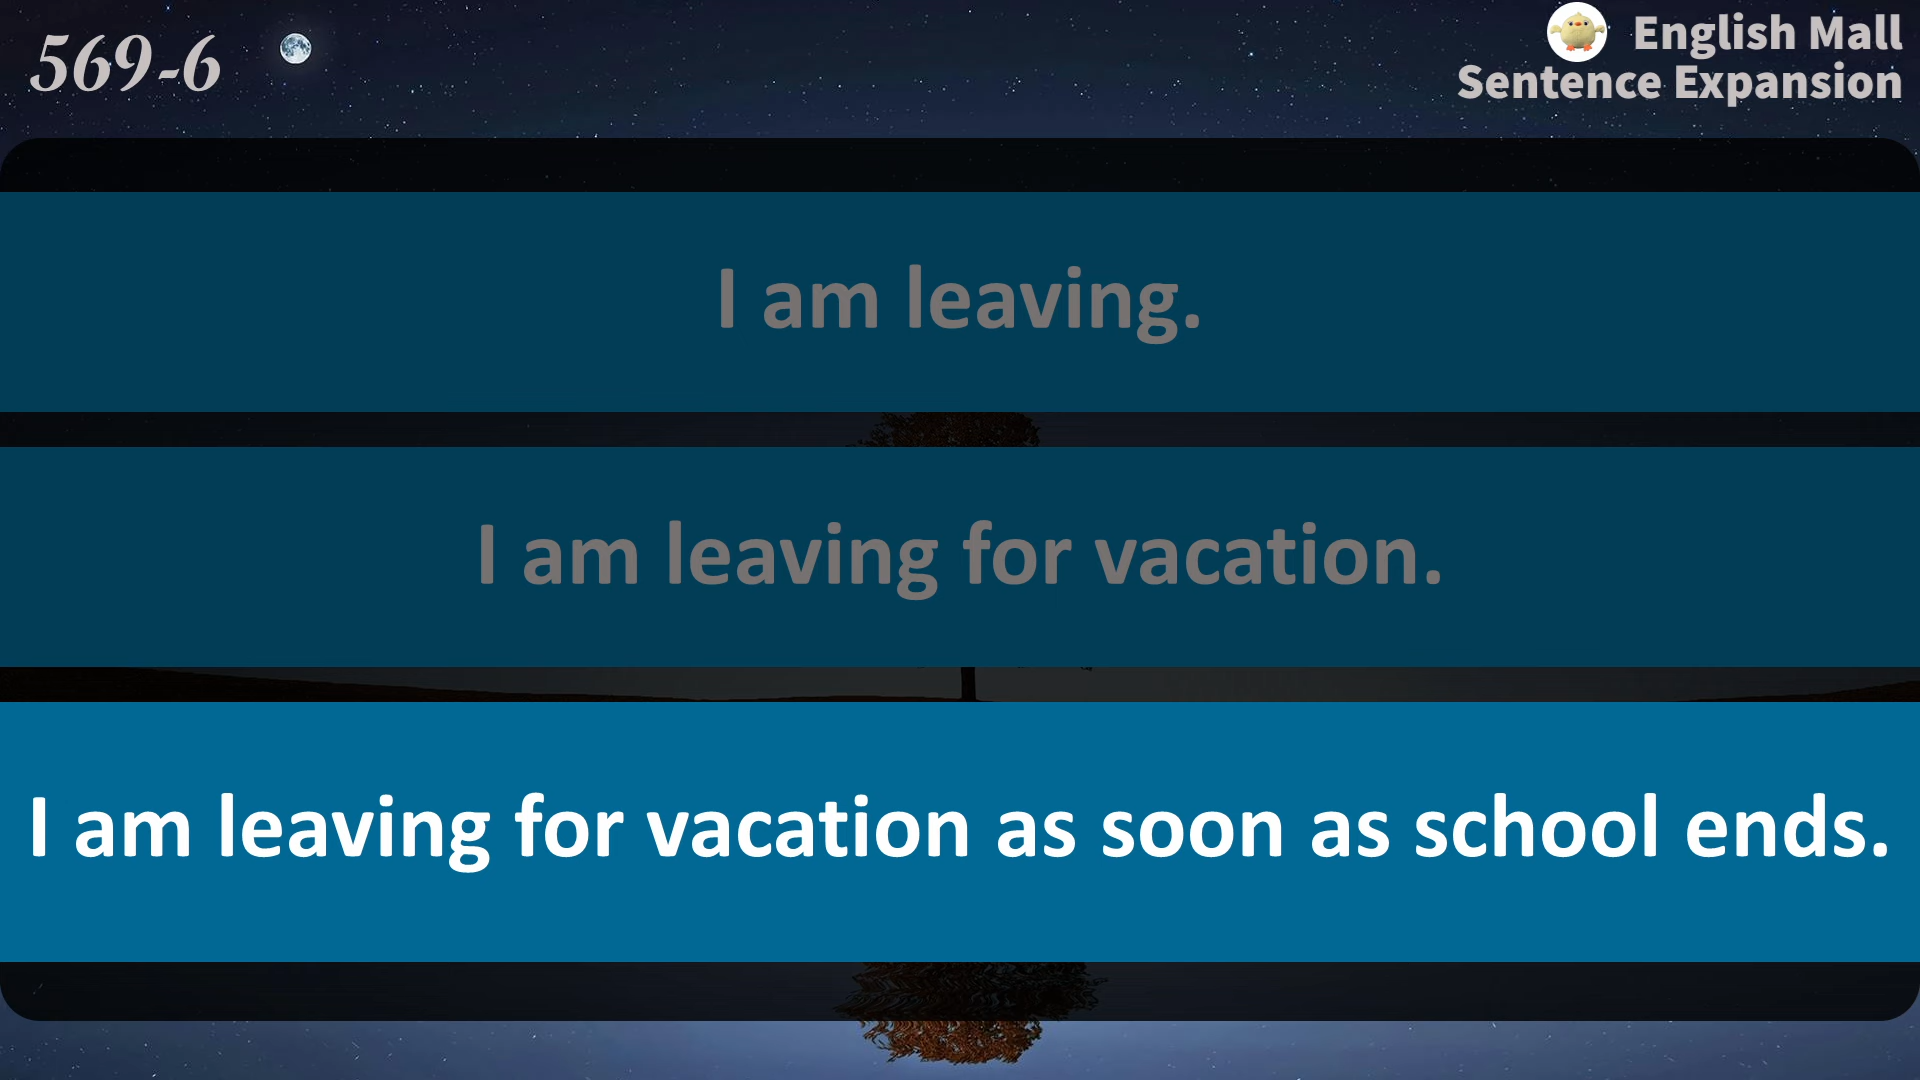 569-6
English Mall
Sentence Expansion
I am leaving.
I am leaving for vacation.
I am leaving for vacation as soon as school ends.